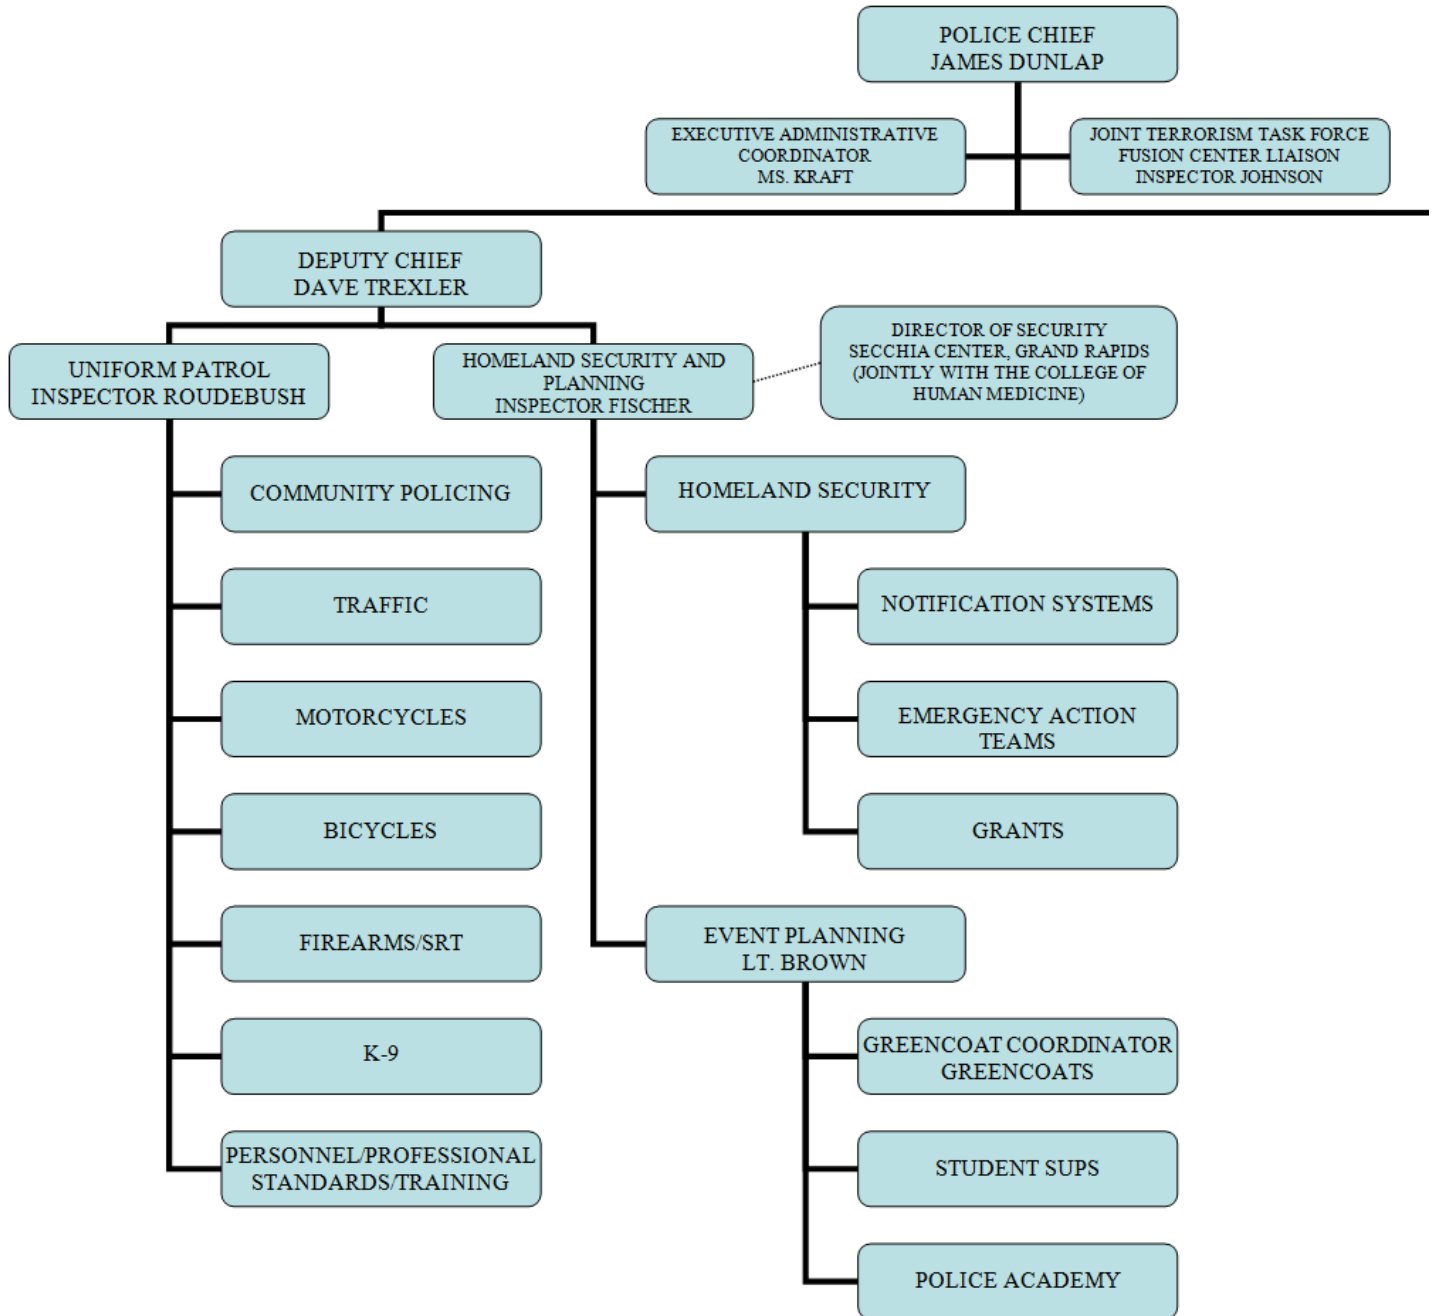 POLICE CHIEF
JAMES DUNLAP
EXECUTIVE ADMINISTRATIVE
COORDINATOR
MS. KRAFT
JOINT TERRORISM TASK FORCE
FUSION CENTER LIAISON
INSPECTOR JOHNSON
DEPUTY CHIEF
DAVE TREXLER
UNIFORM PATROL
INSPECTOR ROUDEBUSH
HOMELAND SECURITY AND
PLANNING
INSPECTOR FISCHER
DIRECTOR OF SECURITY
SECCHIA CENTER, GRAND RAPIDS
(JOINTLY WITH THE COLLEGE OF
HUMAN MEDICINE)
COMMUNITY POLICING
TRAFFIC
MOTORCYCLES
BICYCLES
FIREARMS/SRT
K-9
PERSONNEL/PROFESSIONAL
STANDARDS/TRAINING
HOMELAND SECURITY
NOTIFICATION SYSTEMS
EMERGENCY ACTION
TEAMS
GRANTS
EVENT PLANNING
LT. BROWN
GREENCOAT COORDINATOR
GREENCOATS
STUDENT SUPS
POLICE ACADEMY